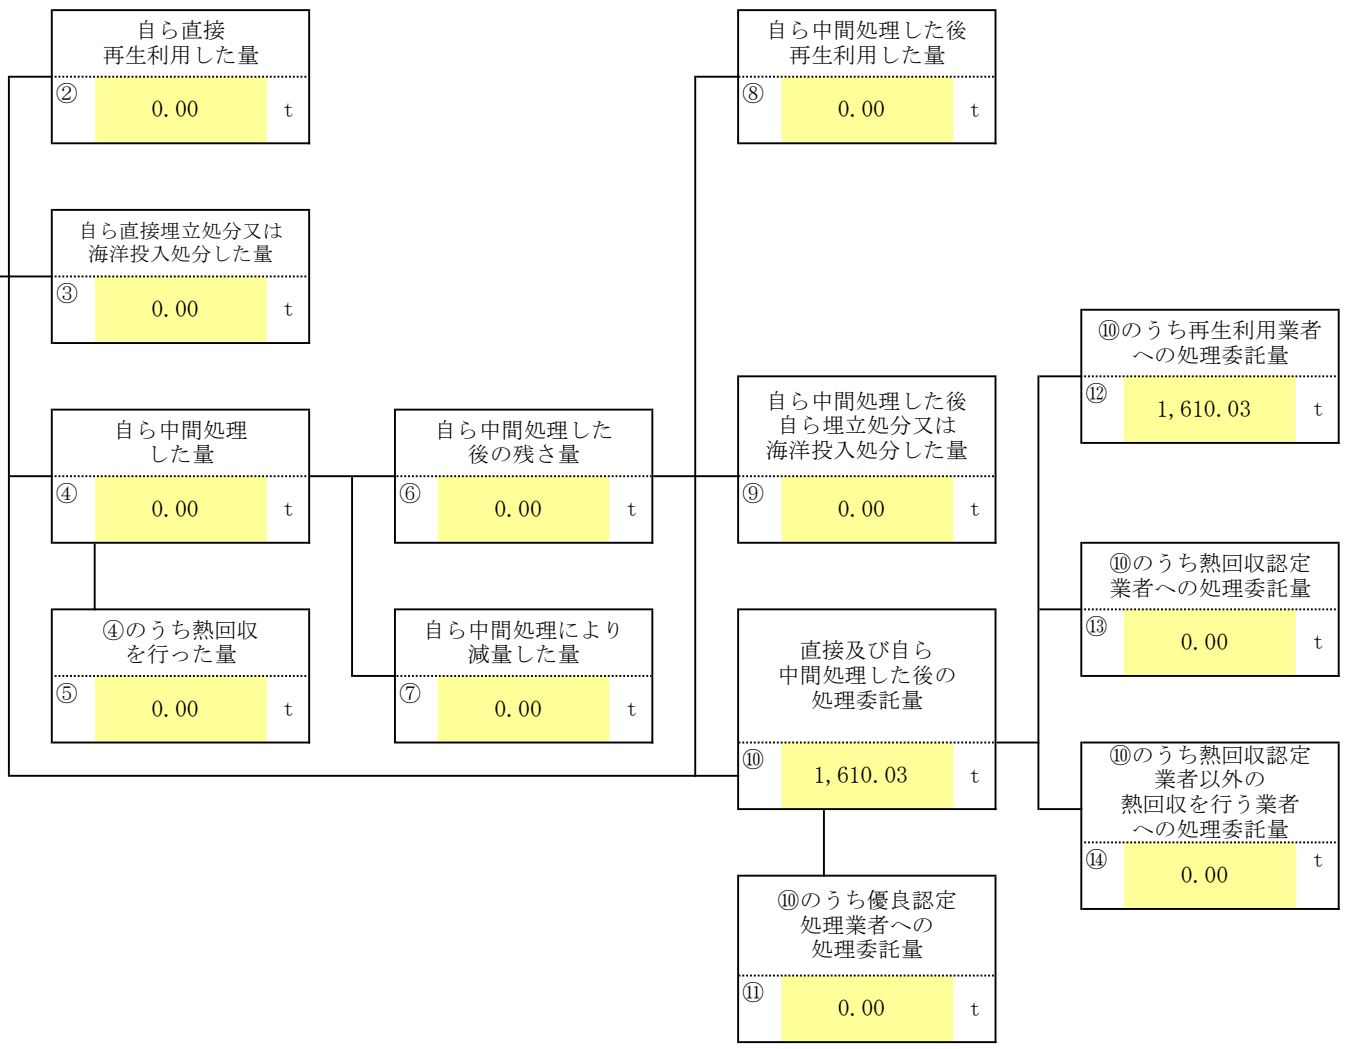 自ら直接
再生利用した量
② 0.00 t
自ら中間処理した後
再生利用した量
⑧ 0.00 t
自ら直接埋立処分又は
海洋投入処分した量
③ 0.00 t
⑩のうち再生利用業者
への処理委託量
⑫ 1,610.03 t
自ら中間処理
した量
④ 0.00 t
自ら中間処理した
後の残さ量
⑥ 0.00 t
自ら中間処理した後
自ら埋立処分又は
海洋投入処分した量
⑨ 0.00 t
⑩のうち熱回収認定
業者への処理委託量
⑬ 0.00 t
④のうち熱回収
を行った量
⑤ 0.00 t
自ら中間処理により
減量した量
⑦ 0.00 t
直接及び自ら
中間処理した後の
処理委託量
⑩ 1,610.03 t
⑩のうち熱回収認定
業者以外の
熱回収を行う業者
への処理委託量
⑭ 0.00 t
⑩のうち優良認定
処理業者への
処理委託量
⑪ 0.00 t